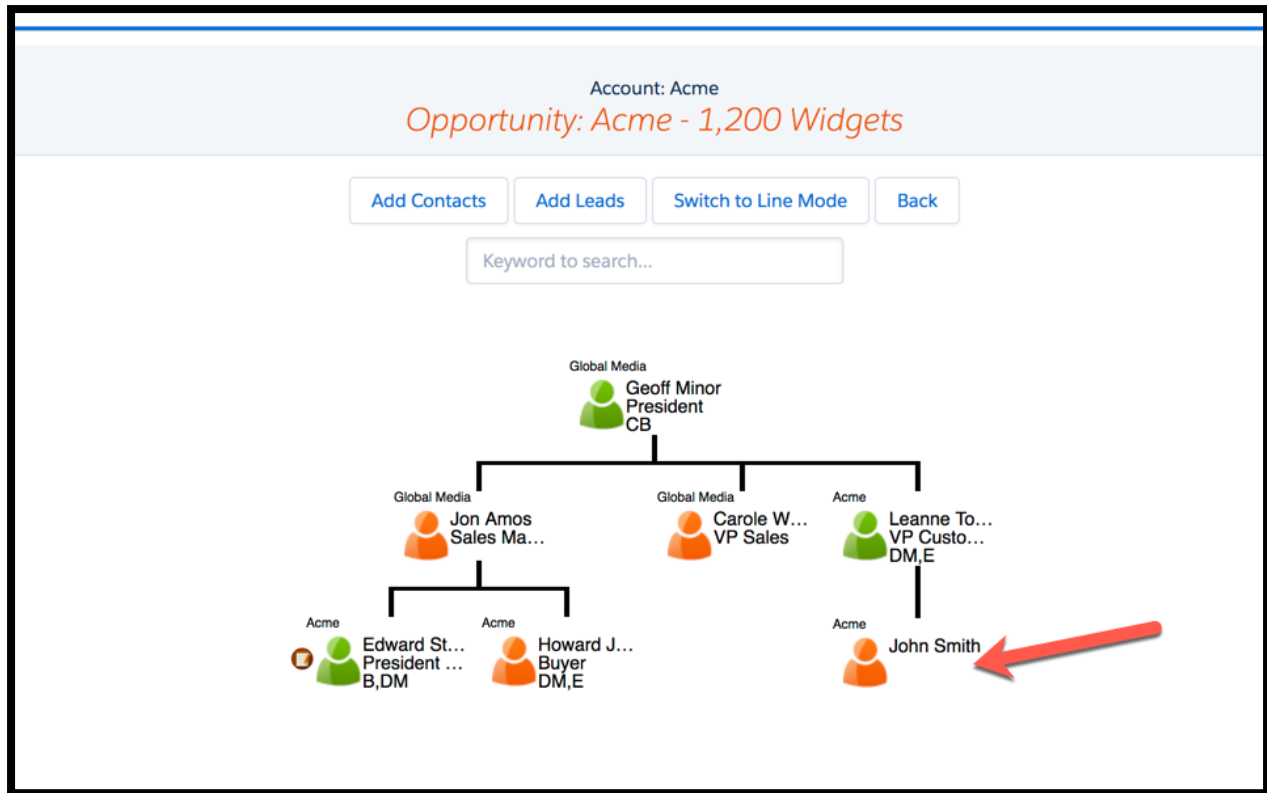 Account: Acme
Opportunity: Acme - 1,200 Widgets
Add Contacts
Add Leads
Switch to Line Mode
Back
Keyword to search...
Global Media
Geoff Minor
President
CB
Global Media
Jon Amos
Sales Ma...
Global Media
Carole W...
VP Sales
Acme
Leanne To...
VP Custo...
DM,E
Acme
Edward St...
President ...
B,DM
Acme
Howard J...
Buyer
DM,E
Acme
John Smith